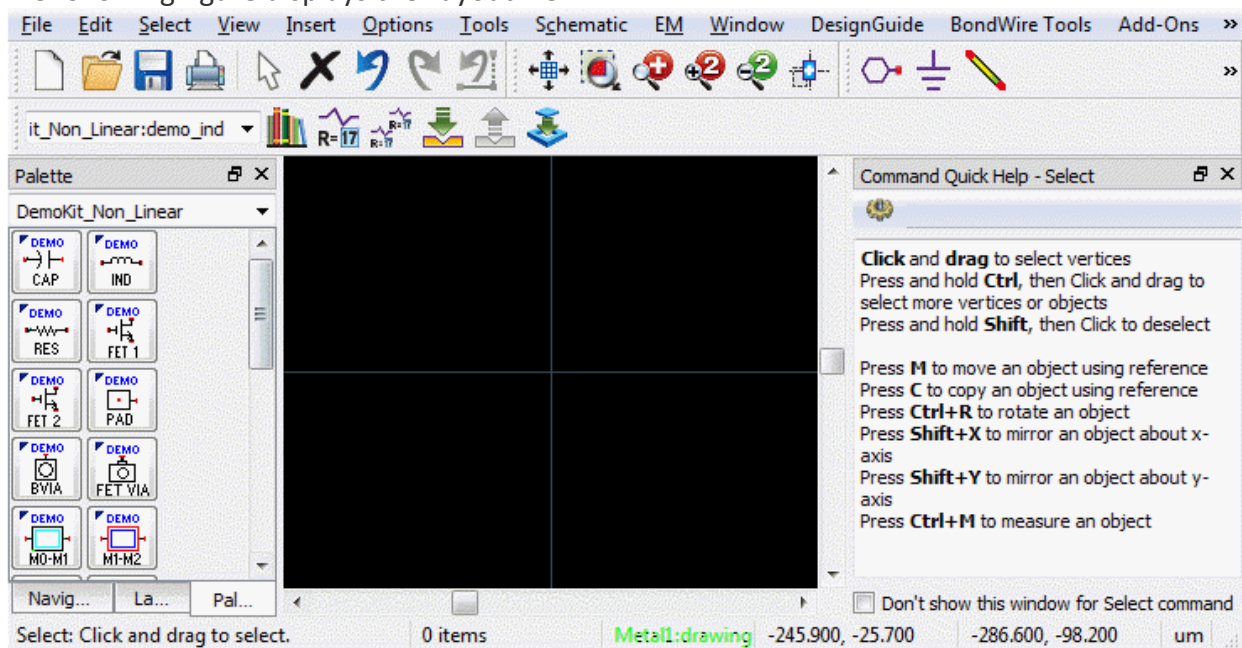 File Edit Select View Insert Options Tools Schematic EM Window DesignGuide BondWire Tools Add-Ons »
2 2 »
it_Non_Linear:demo_ind R=17 R=17
Palette
DemoKit_Non_Linear
DEMO DEMO
CAP IND
DEMO DEMO
RES FET 1
DEMO DEMO
FET 2 PAD
DEMO DEMO
BVIA FET VIA
DEMO DEMO
M0-M1 M1-M2
Navig... La... Pal...
Command Quick Help - Select
Click and drag to select vertices
Press and hold Ctrl, then Click and drag to
select more vertices or objects
Press and hold Shift, then Click to deselect
Press M to move an object using reference
Press C to copy an object using reference
Press Ctrl+R to rotate an object
Press Shift+X to mirror an object about x-
axis
Press Shift+Y to mirror an object about y-
axis
Press Ctrl+M to measure an object
Don't show this window for Select command
Select: Click and drag to select. 0 items Metal1:drawing -245.900, -25.700 -286.600, -98.200 um